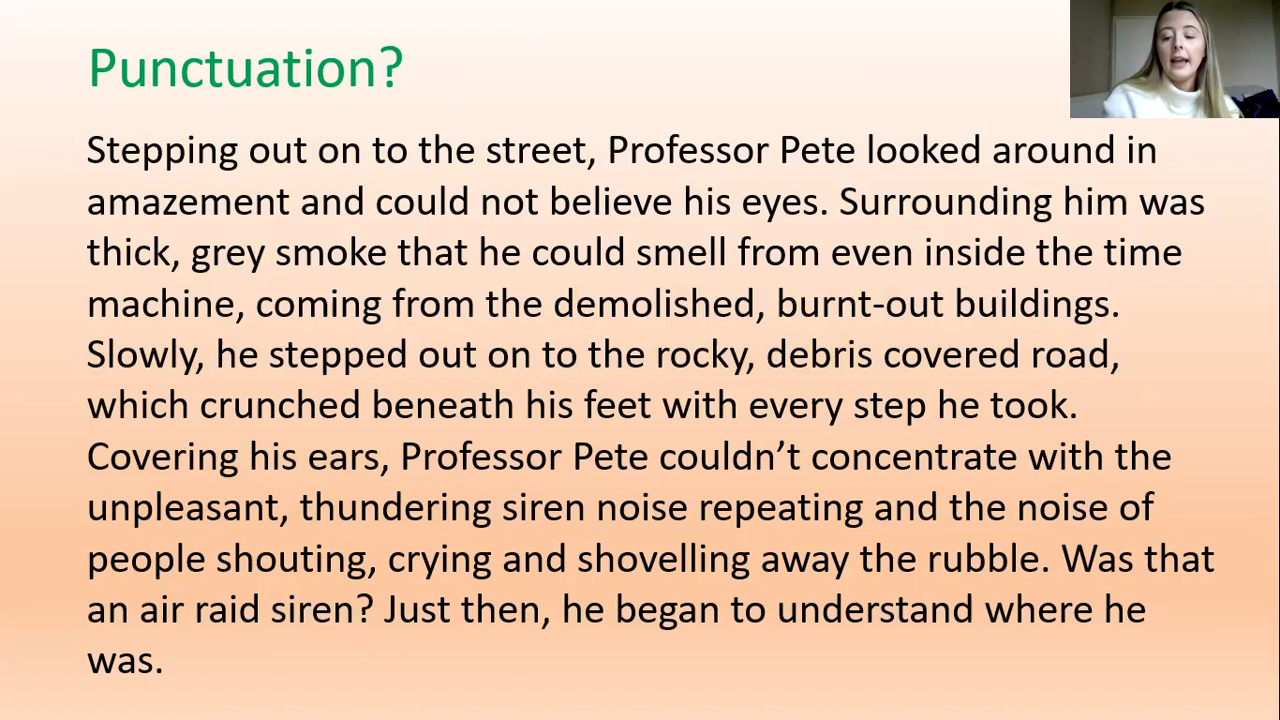 Punctuation?
Stepping out on to the street, Professor Pete looked around in
amazement and could not believe his eyes. Surrounding him was
thick, grey smoke that he could smell from even inside the time
machine, coming from the demolished, burnt-out buildings.
Slowly, he stepped out on to the rocky, debris covered road,
which crunched beneath his feet with every step he took.
Covering his ears, Professor Pete couldn’t concentrate with the
unpleasant, thundering siren noise repeating and the noise of
people shouting, crying and shovelling away the rubble. Was that
an air raid siren? Just then, he began to understand where he
was.